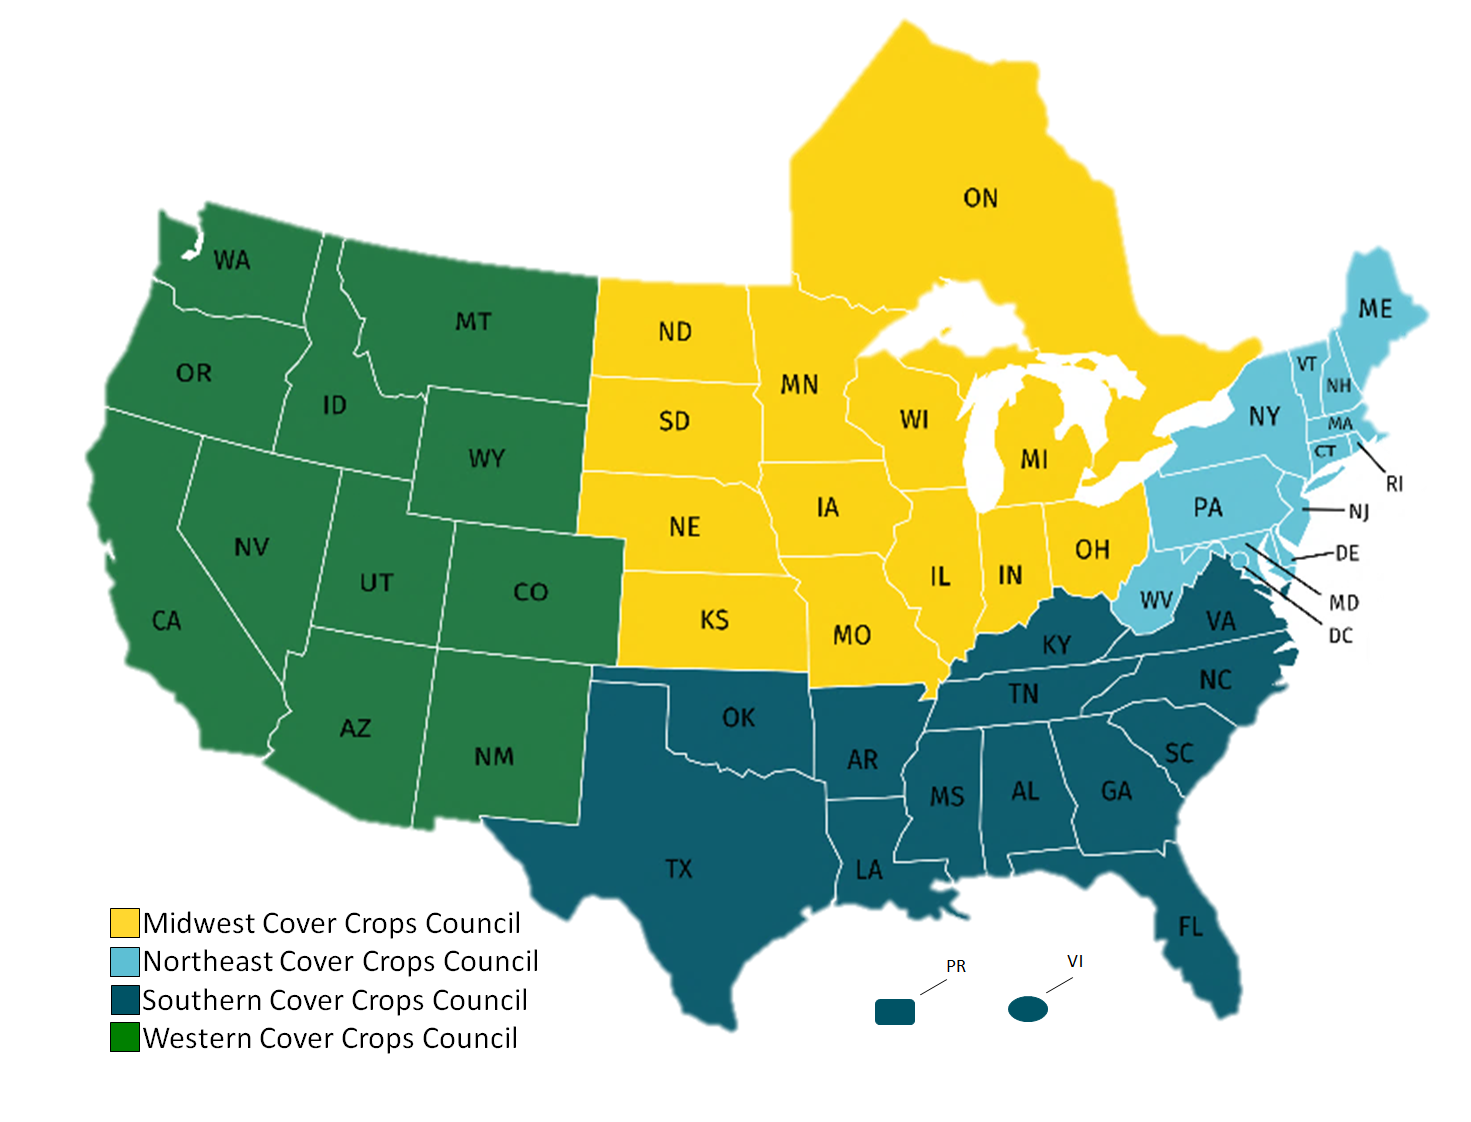 ON
WA
ME
MT
ND
VT
OR
MN
NH
ID
SD
WI
NY
MA
CT
WY
MI
RI
IA
PA
NJ
NE
NV
OH
DE
UT
CO
IL
IN
WV
MD
CA
KS
MO
VA
DC
KY
NC
TN
AZ
OK
NM
AR
SC
MS
AL
GA
TX
LA
FL
Midwest Cover Crops Council
Northeast Cover Crops Council
Southern Cover Crops Council
Western Cover Crops Council
PR
VI